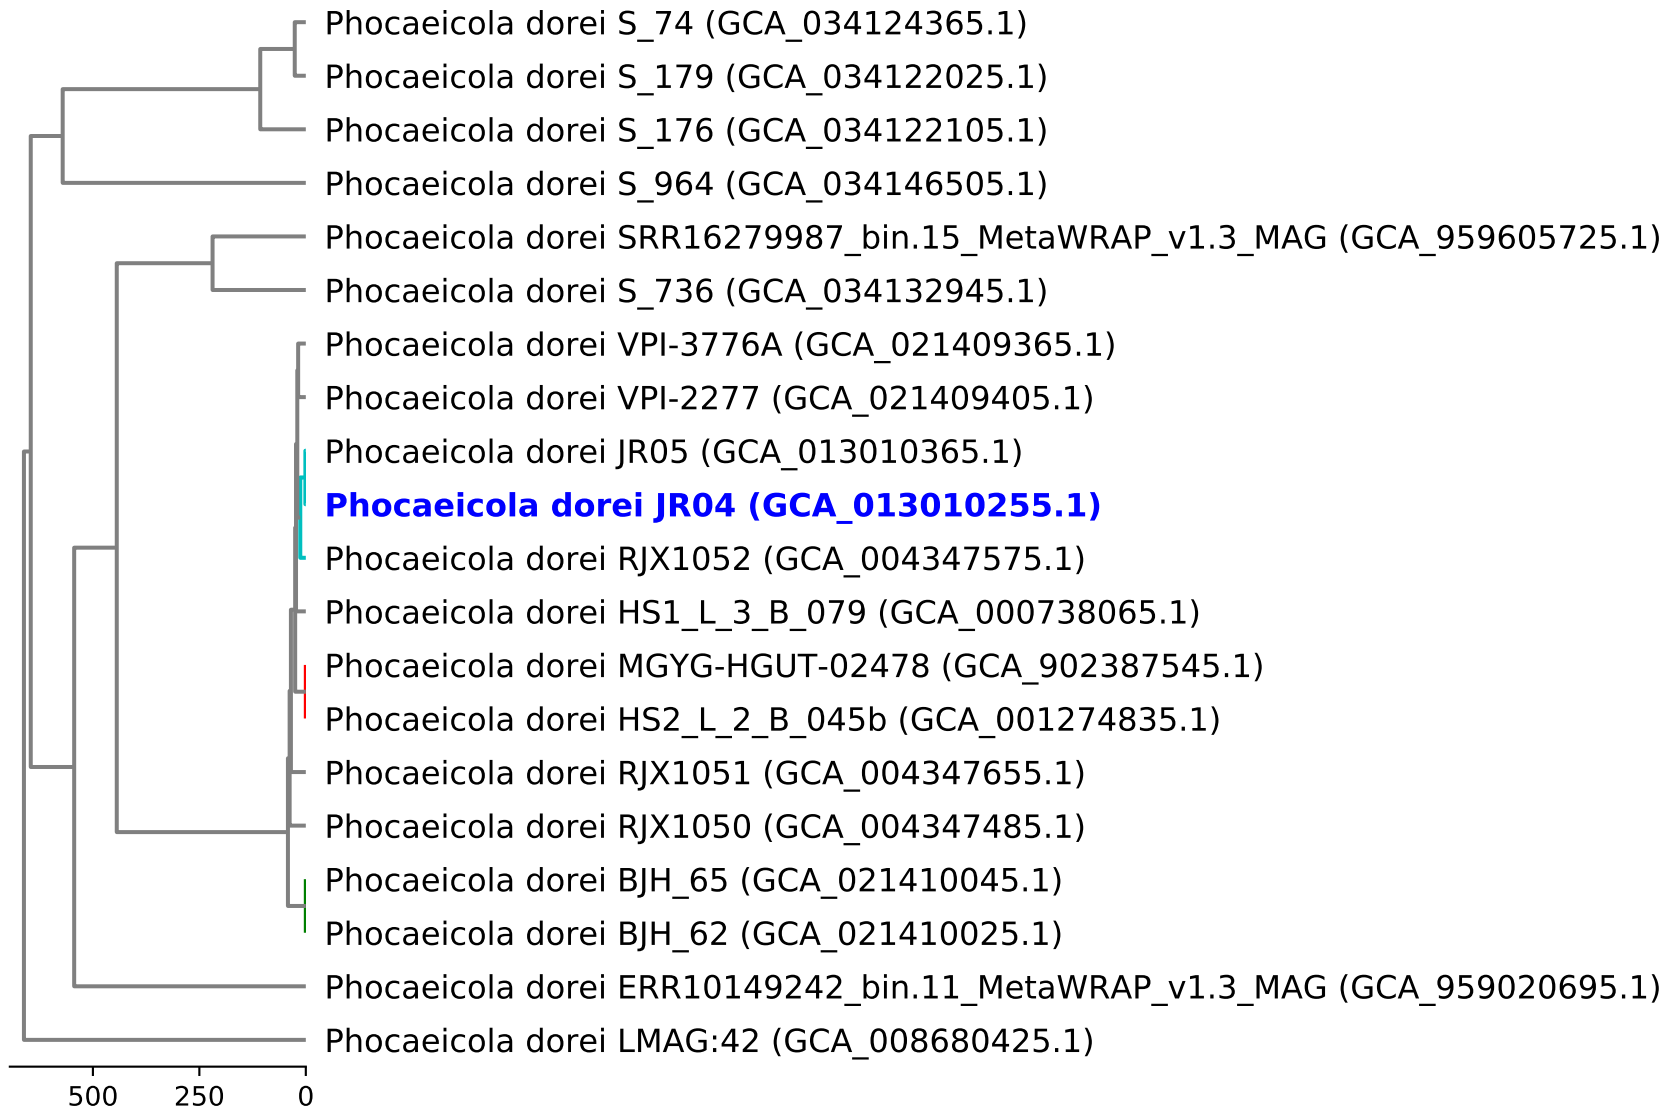 Phocaeicola dorei S_74 (GCA_034124365.1)
Phocaeicola dorei S_179 (GCA_034122025.1)
Phocaeicola dorei S_176 (GCA_034122105.1)
Phocaeicola dorei S_964 (GCA_034146505.1)
Phocaeicola dorei SRR16279987_bin.15_MetaWRAP_v1.3_MAG (GCA_959605725.1)
Phocaeicola dorei S_736 (GCA_034132945.1)
Phocaeicola dorei VPI-3776A (GCA_021409365.1)
Phocaeicola dorei VPI-2277 (GCA_021409405.1)
Phocaeicola dorei JR05 (GCA_013010365.1)
Phocaeicola dorei JR04 (GCA_013010255.1)
Phocaeicola dorei RJX1052 (GCA_004347575.1)
Phocaeicola dorei HS1_L_3_B_079 (GCA_000738065.1)
Phocaeicola dorei MGYG-HGUT-02478 (GCA_902387545.1)
Phocaeicola dorei HS2_L_2_B_045b (GCA_001274835.1)
Phocaeicola dorei RJX1051 (GCA_004347655.1)
Phocaeicola dorei RJX1050 (GCA_004347485.1)
Phocaeicola dorei BJH_65 (GCA_021410045.1)
Phocaeicola dorei BJH_62 (GCA_021410025.1)
Phocaeicola dorei ERR10149242_bin.11_MetaWRAP_v1.3_MAG (GCA_959020695.1)
Phocaeicola dorei LMAG:42 (GCA_008680425.1)
500 250 0